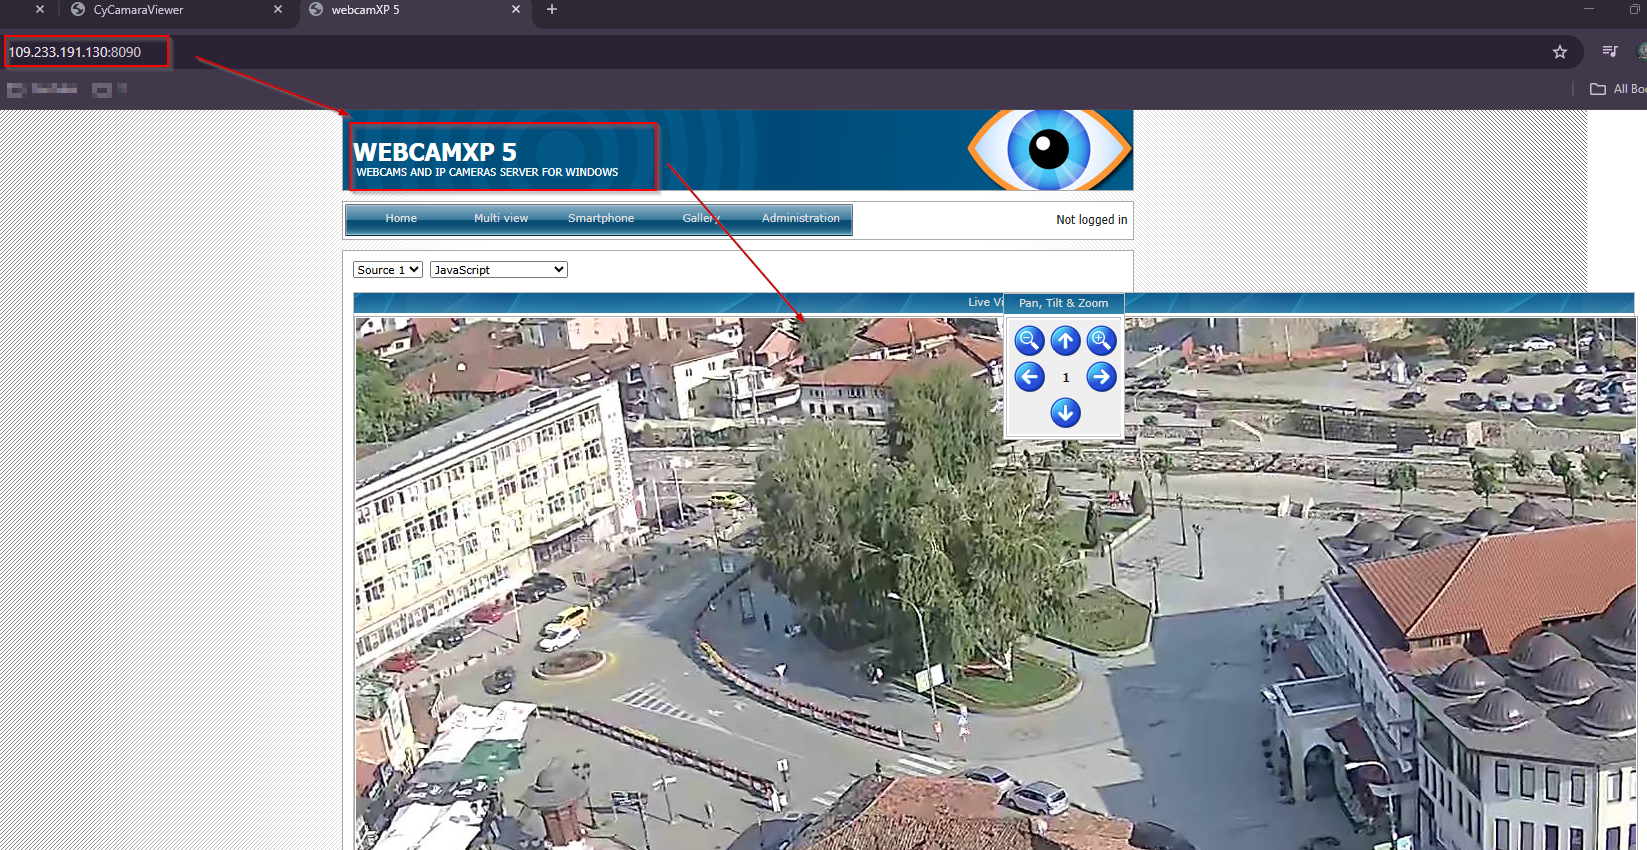 CyCamaraViewer
webcamXP 5
109.233.191.130:8090
All Boo
WEBCAMXP 5
WEBCAMS AND IP CAMERAS SERVER FOR WINDOWS
Home Multi view Smartphone Gallery Administration
Not logged in
Source 1 JavaScript
Live Vi
Pan, Tilt & Zoom
1